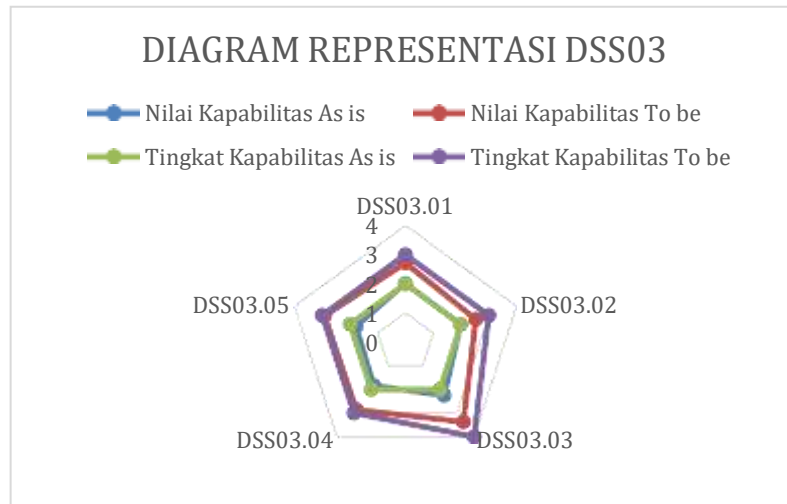 DIAGRAM REPRESENTASI DSS03
Nilai Kapabilitas As is Nilai Kapabilitas To be
Tingkat Kapabilitas As is Tingkat Kapabilitas To be
DSS03.01
4
3
2
1
0
DSS03.05 DSS03.02
DSS03.04 DSS03.03